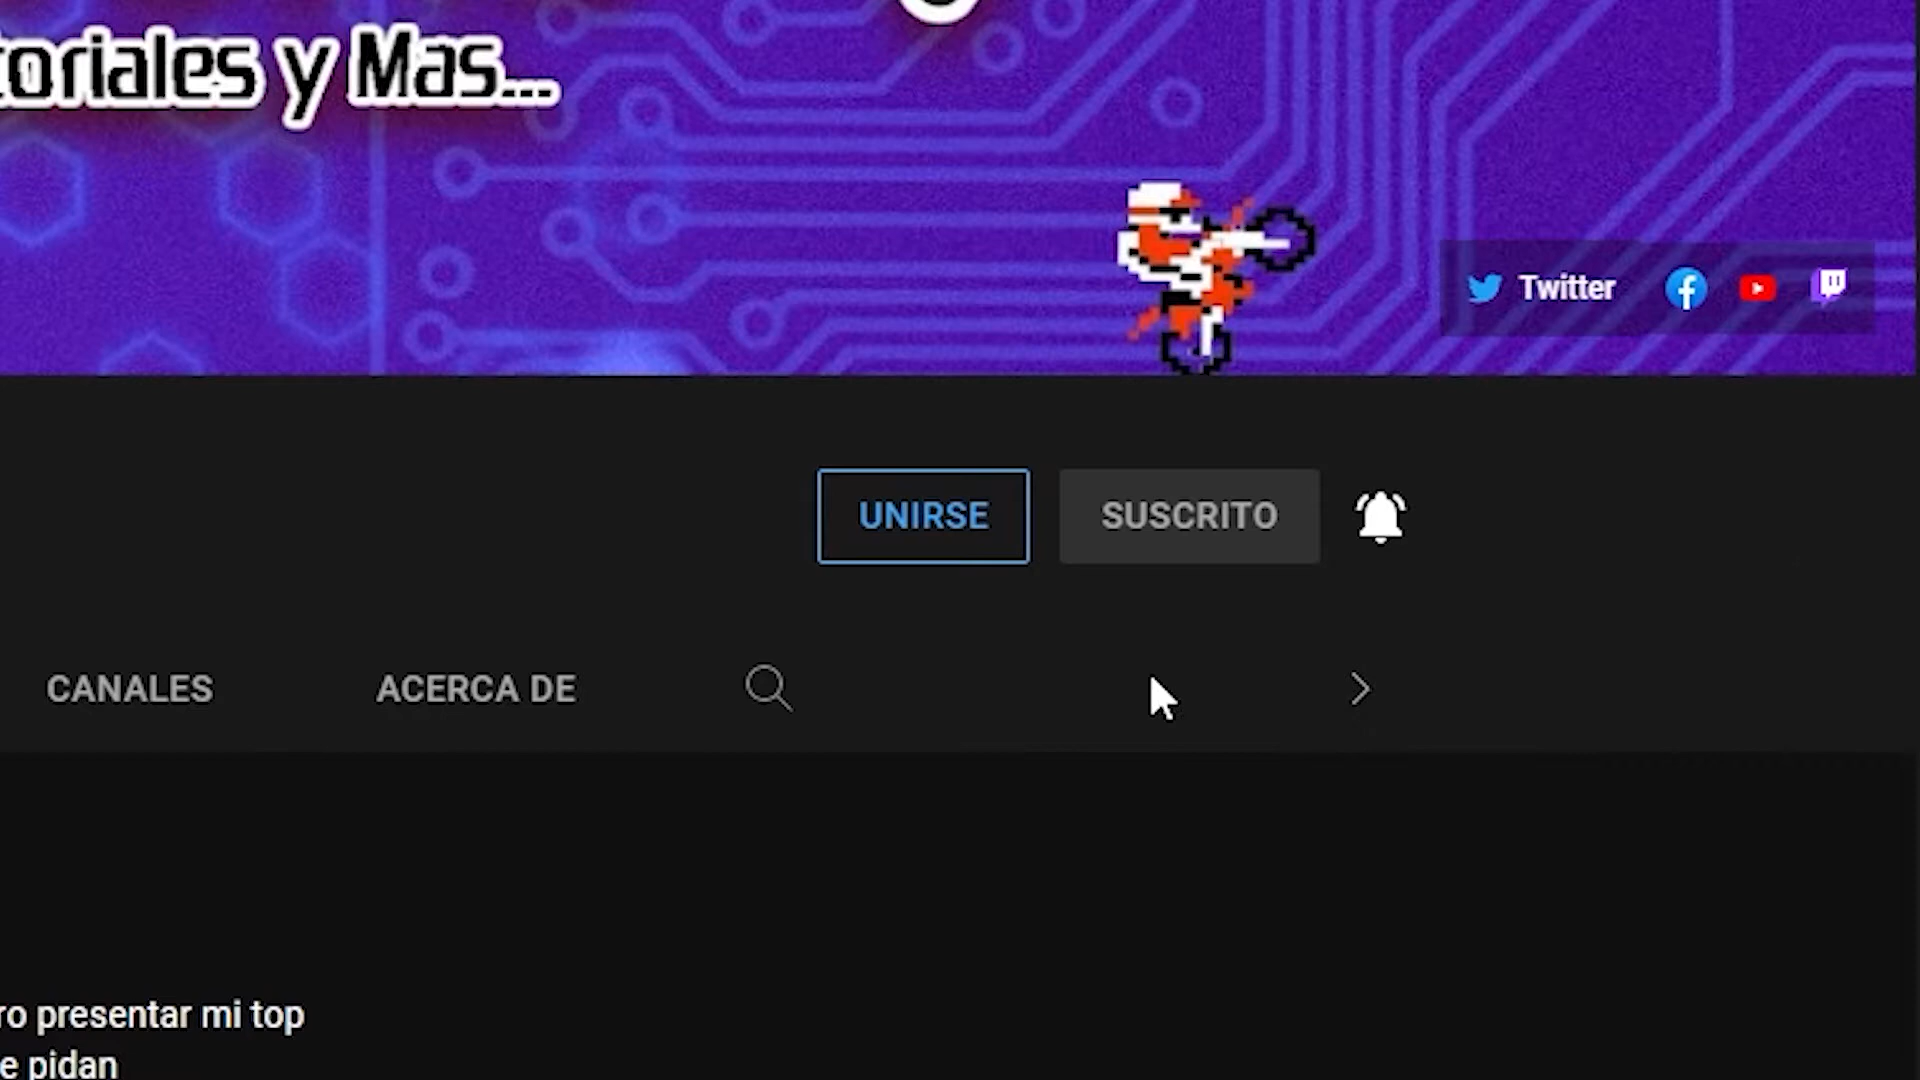 toriales y Mas...
Twitter
UNIRSE
SUSCRITO
CANALES
ACERCA DE
ro presentar mi top
e pidan